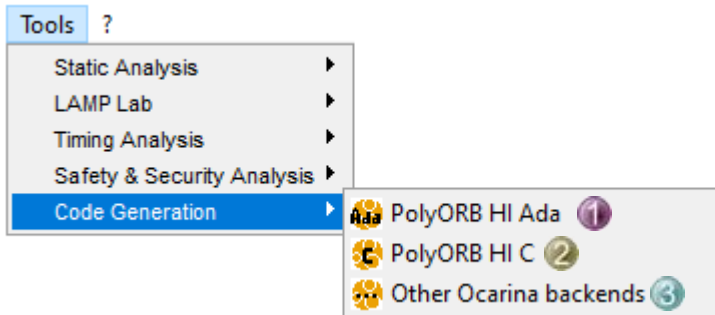 Tools ?
Static Analysis
LAMP Lab
Timing Analysis
Safety & Security Analysis
Code Generation
Ada PolyORB HI Ada 1
C PolyORB HI C 2
Other Ocarina backends 3